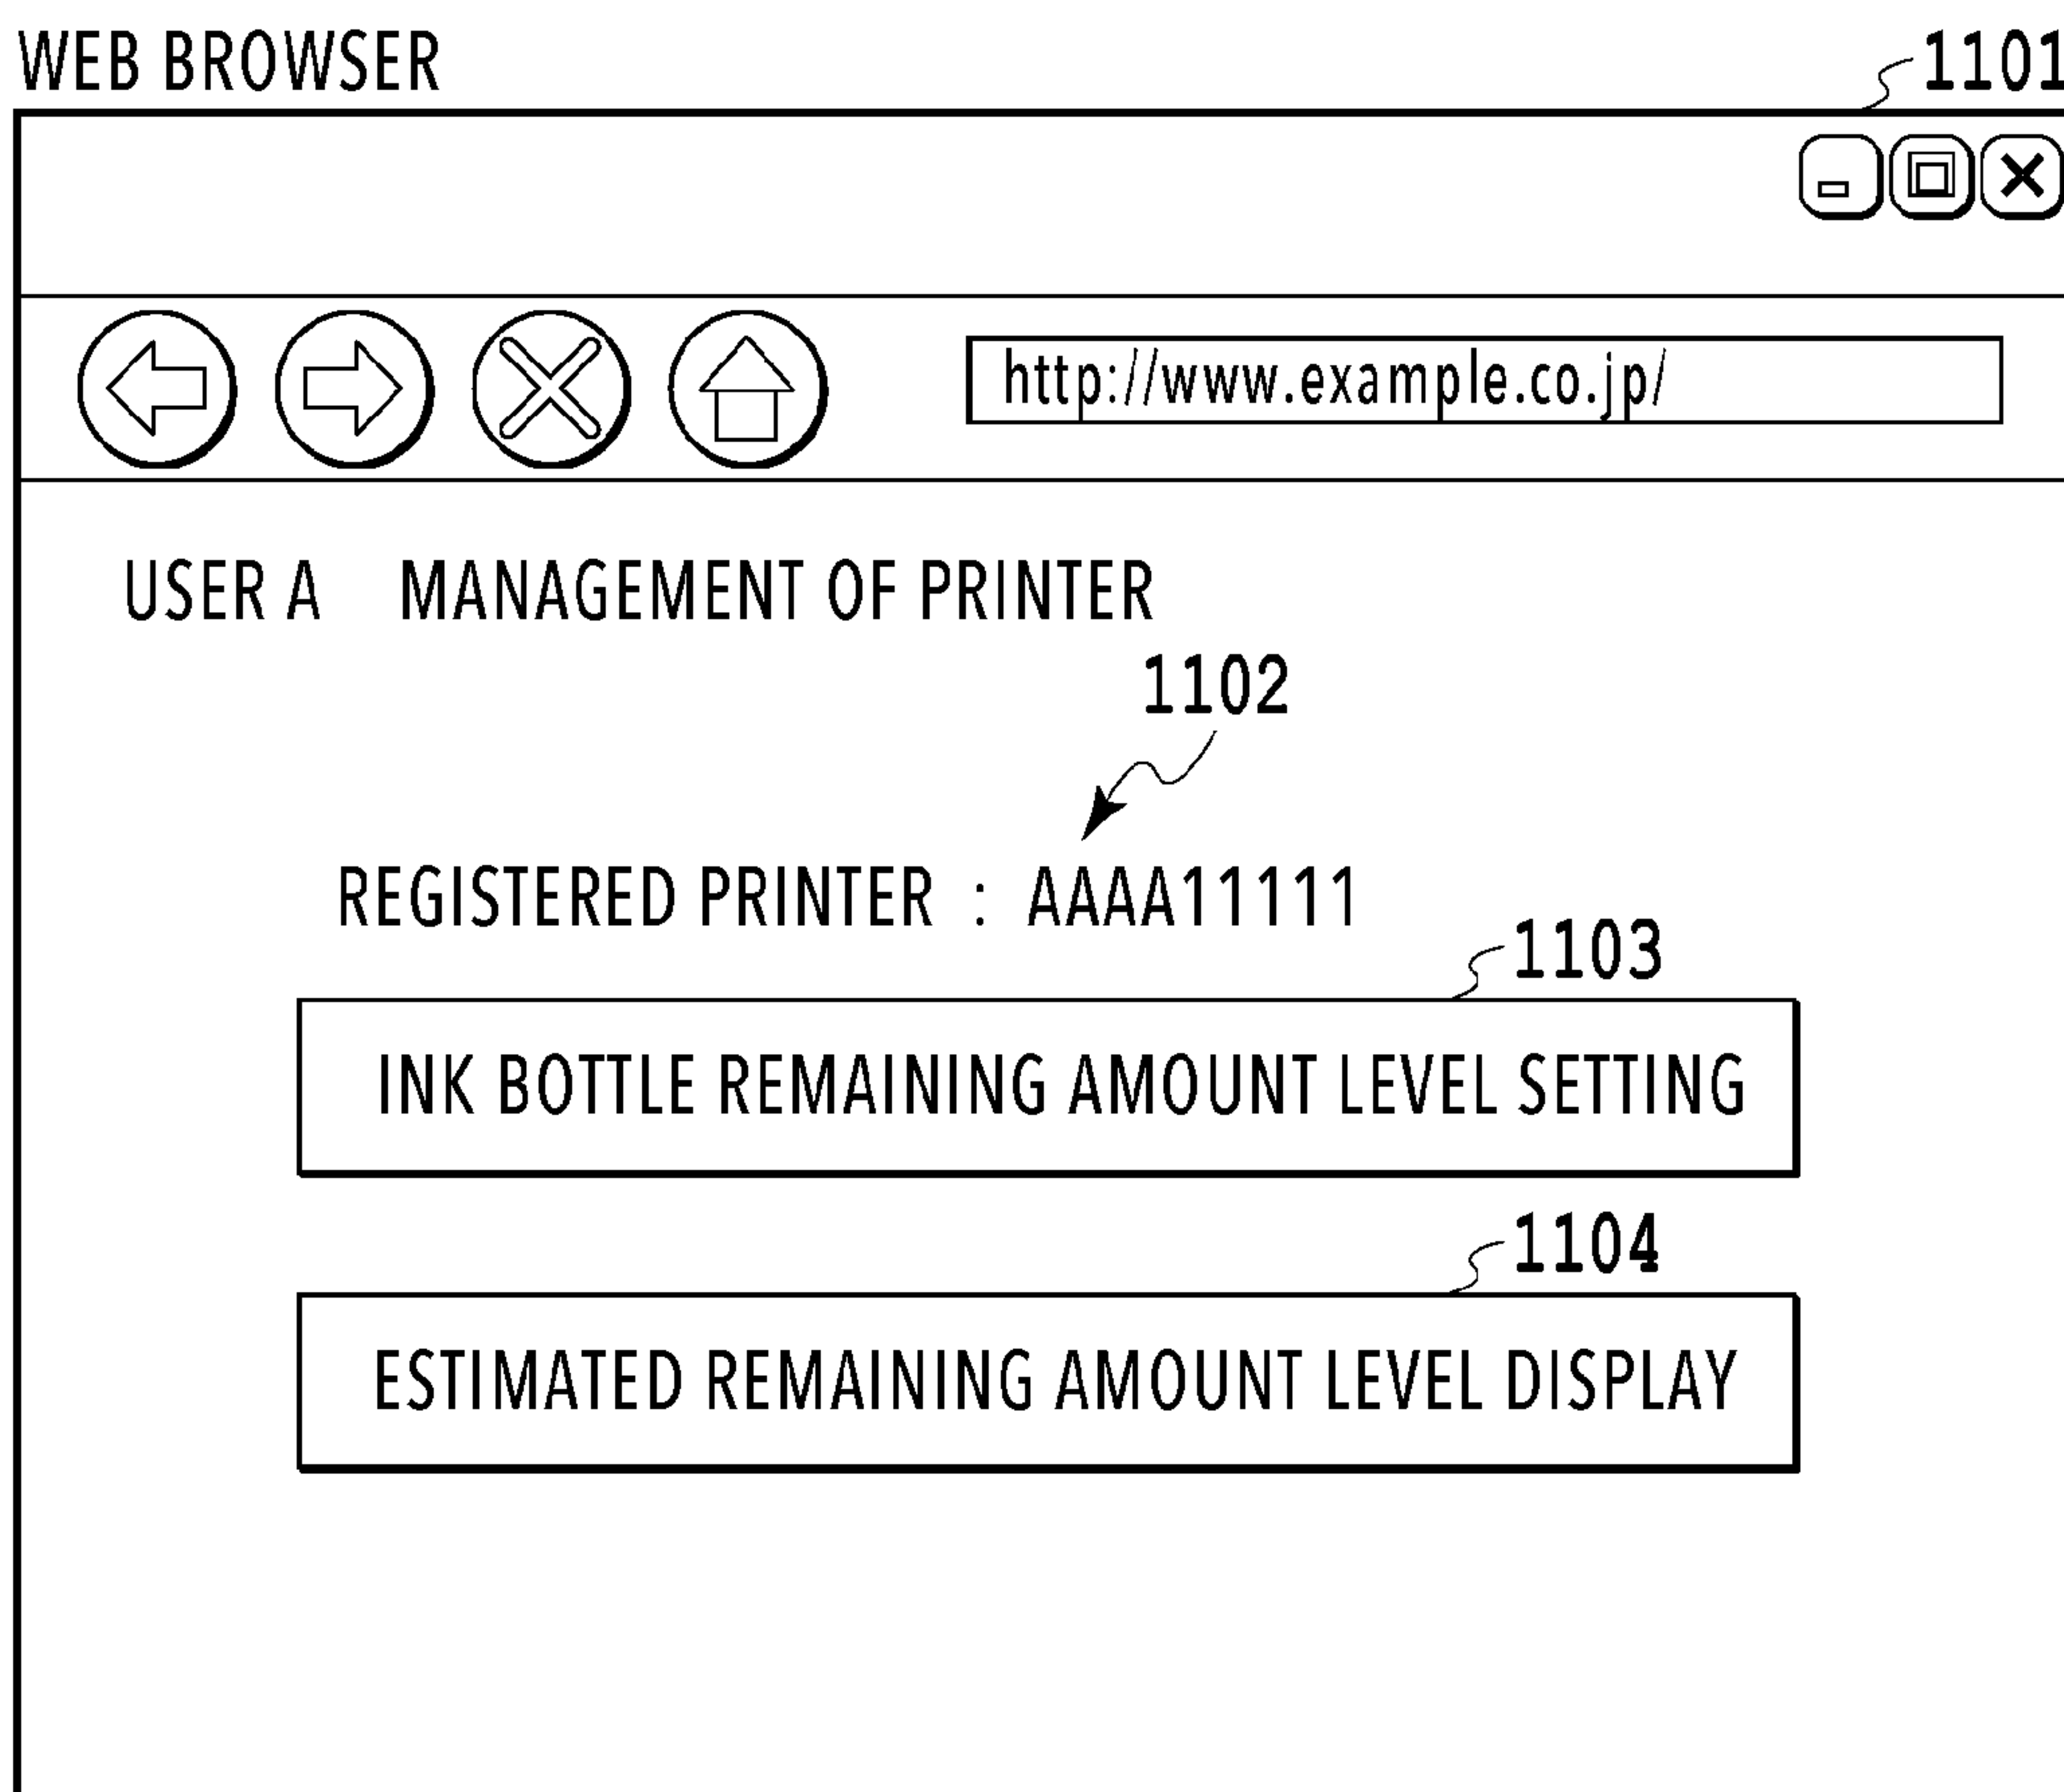 WEB BROWSER
1101
http://www.example.co.jp/
USER A MANAGEMENT OF PRINTER
1102
REGISTERED PRINTER : AAAA11111
1103
INK BOTTLE REMAINING AMOUNT LEVEL SETTING
1104
ESTIMATED REMAINING AMOUNT LEVEL DISPLAY